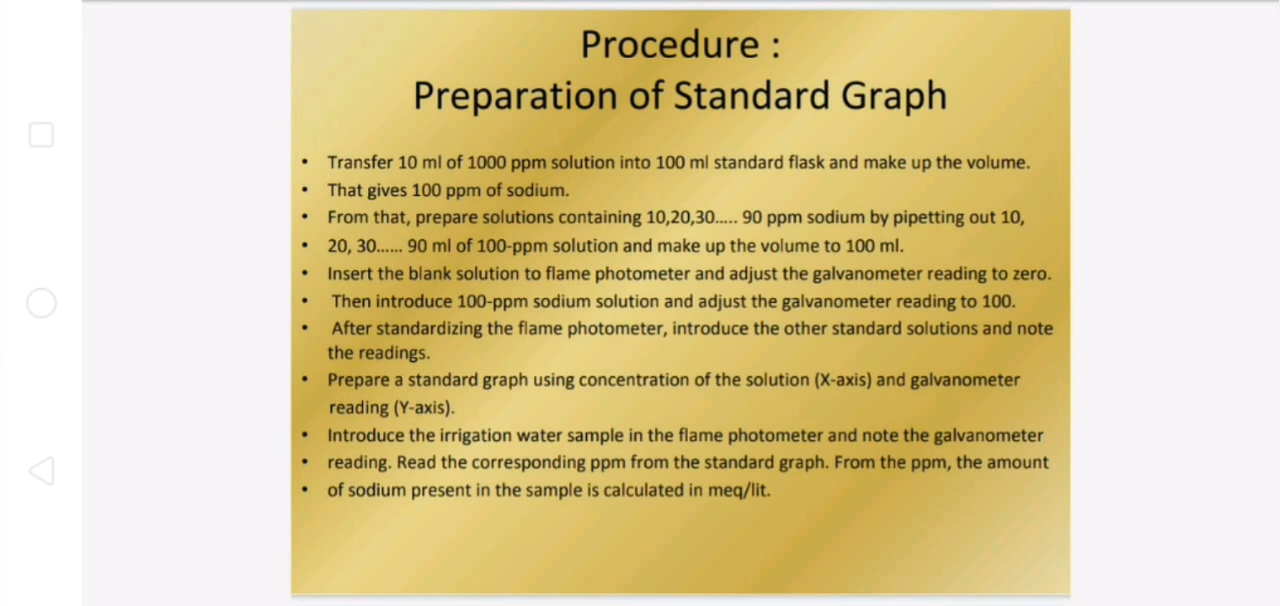 Procedure :
Preparation of Standard Graph
• Transfer 10 ml of 1000 ppm solution into 100 ml standard flask and make up the volume.
• That gives 100 ppm of sodium.
• From that, prepare solutions containing 10,20,30..... 90 ppm sodium by pipetting out 10,
• 20, 30...... 90 ml of 100-ppm solution and make up the volume to 100 ml.
• Insert the blank solution to flame photometer and adjust the galvanometer reading to zero.
• Then introduce 100-ppm sodium solution and adjust the galvanometer reading to 100.
• After standardizing the flame photometer, introduce the other standard solutions and note
the readings.
• Prepare a standard graph using concentration of the solution (X-axis) and galvanometer
reading (Y-axis).
• Introduce the irrigation water sample in the flame photometer and note the galvanometer
• reading. Read the corresponding ppm from the standard graph. From the ppm, the amount
• of sodium present in the sample is calculated in meq/lit.